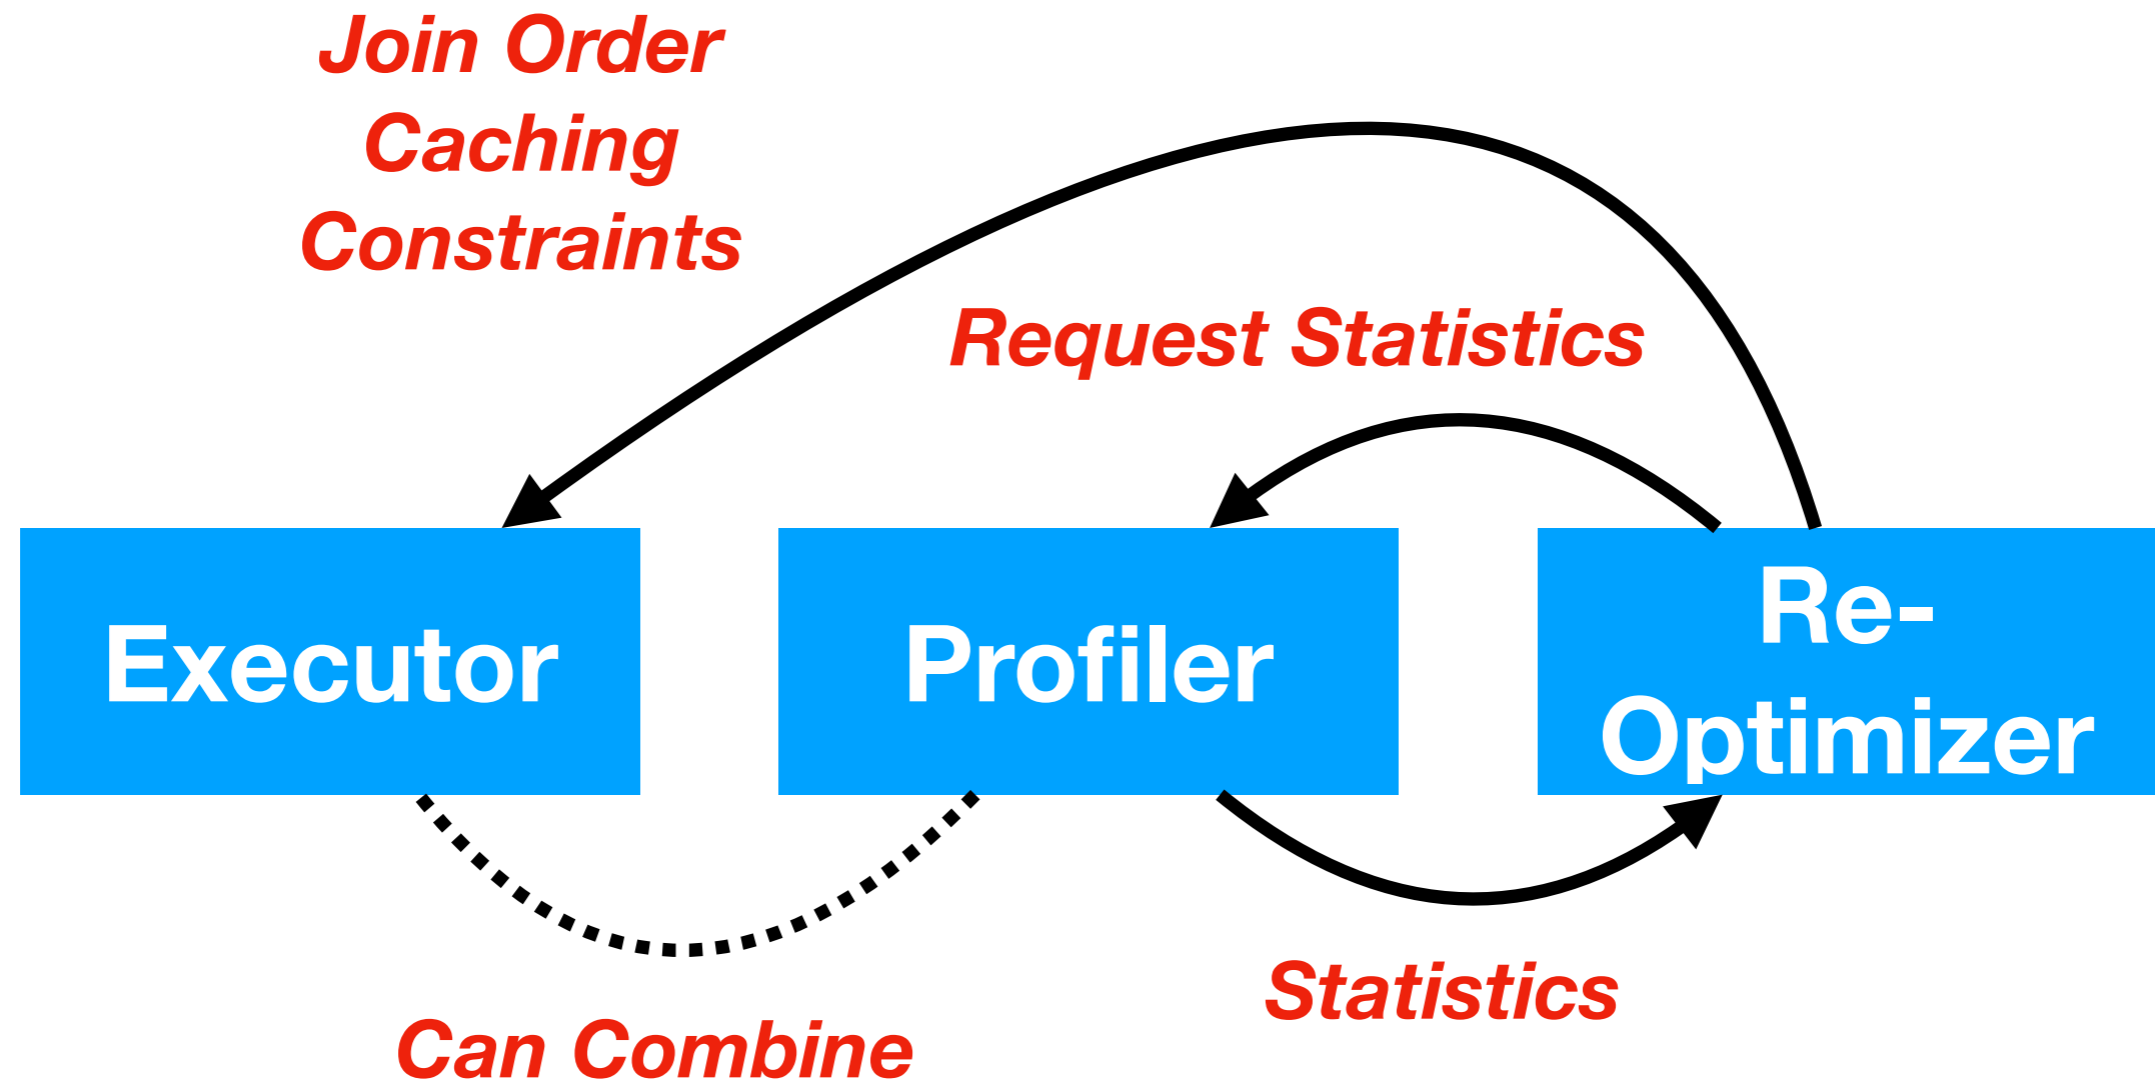 Join Order
Caching
Constraints
Request Statistics
Executor
Profiler
Re-
Optimizer
Statistics
Can Combine